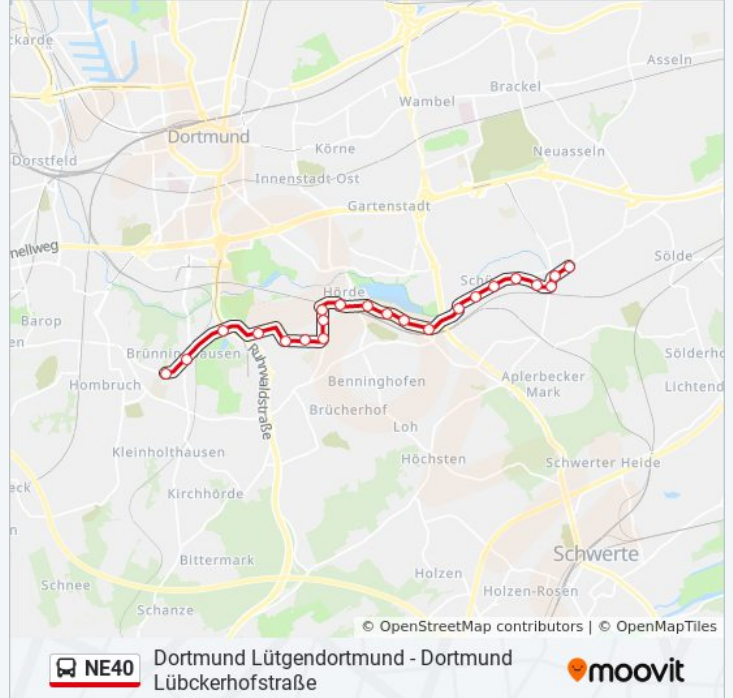 ckarde
Asseln
Brackel
Wambel
Dortmund
Körne
Neuasseln
Dorstfeld
Innenstadt-Ost
Gartenstadt
nellweg
Sölde
Schü
Hörde
Barop
en
Brünninghausen
Ruhrwaldstraße
Hombruch
Benninghofen
Aplerbecker
Mark
Sölderho
Lichtend
Brücherhof
Loh
Kleinholthausen
Höchsten
Schwerter Heide
eck
Kirchhörde
n
Bittermark
Schwerte
Schnee
Holzen
Holzen-Rosen
Schanze
© OpenStreetMap contributors | © OpenMapTiles
NE40
Dortmund Lütgendortmund - Dortmund
Lübckerhofstraße
moovit